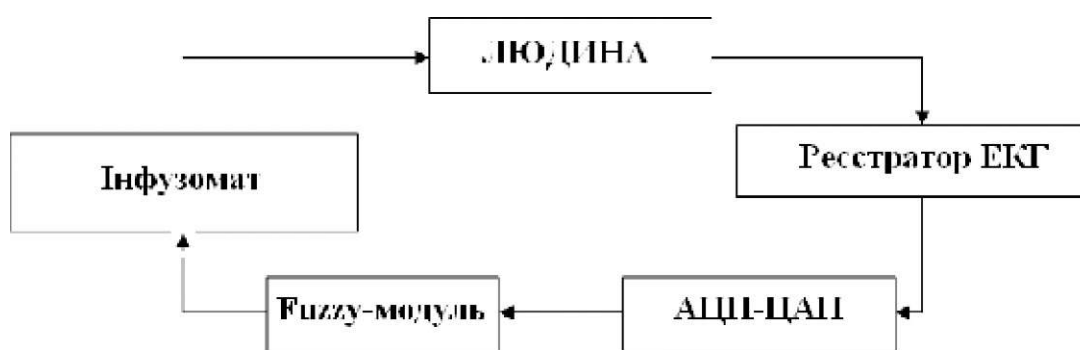 ЛЮДИНА
Реєстратор ЕКГ
Інфузомат
Fuzzy-модуль
АЦП-ЦАП